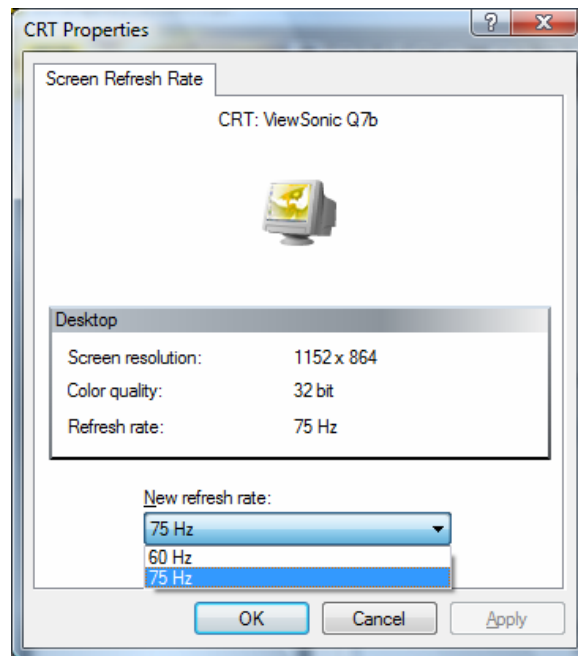 CRT Properties
?
X
Screen Refresh Rate
CRT: ViewSonic Q7b
Desktop
Screen resolution: 1152 x 864
Color quality: 32 bit
Refresh rate: 75 Hz
New refresh rate:
75 Hz
60 Hz
75 Hz
OK Cancel Apply